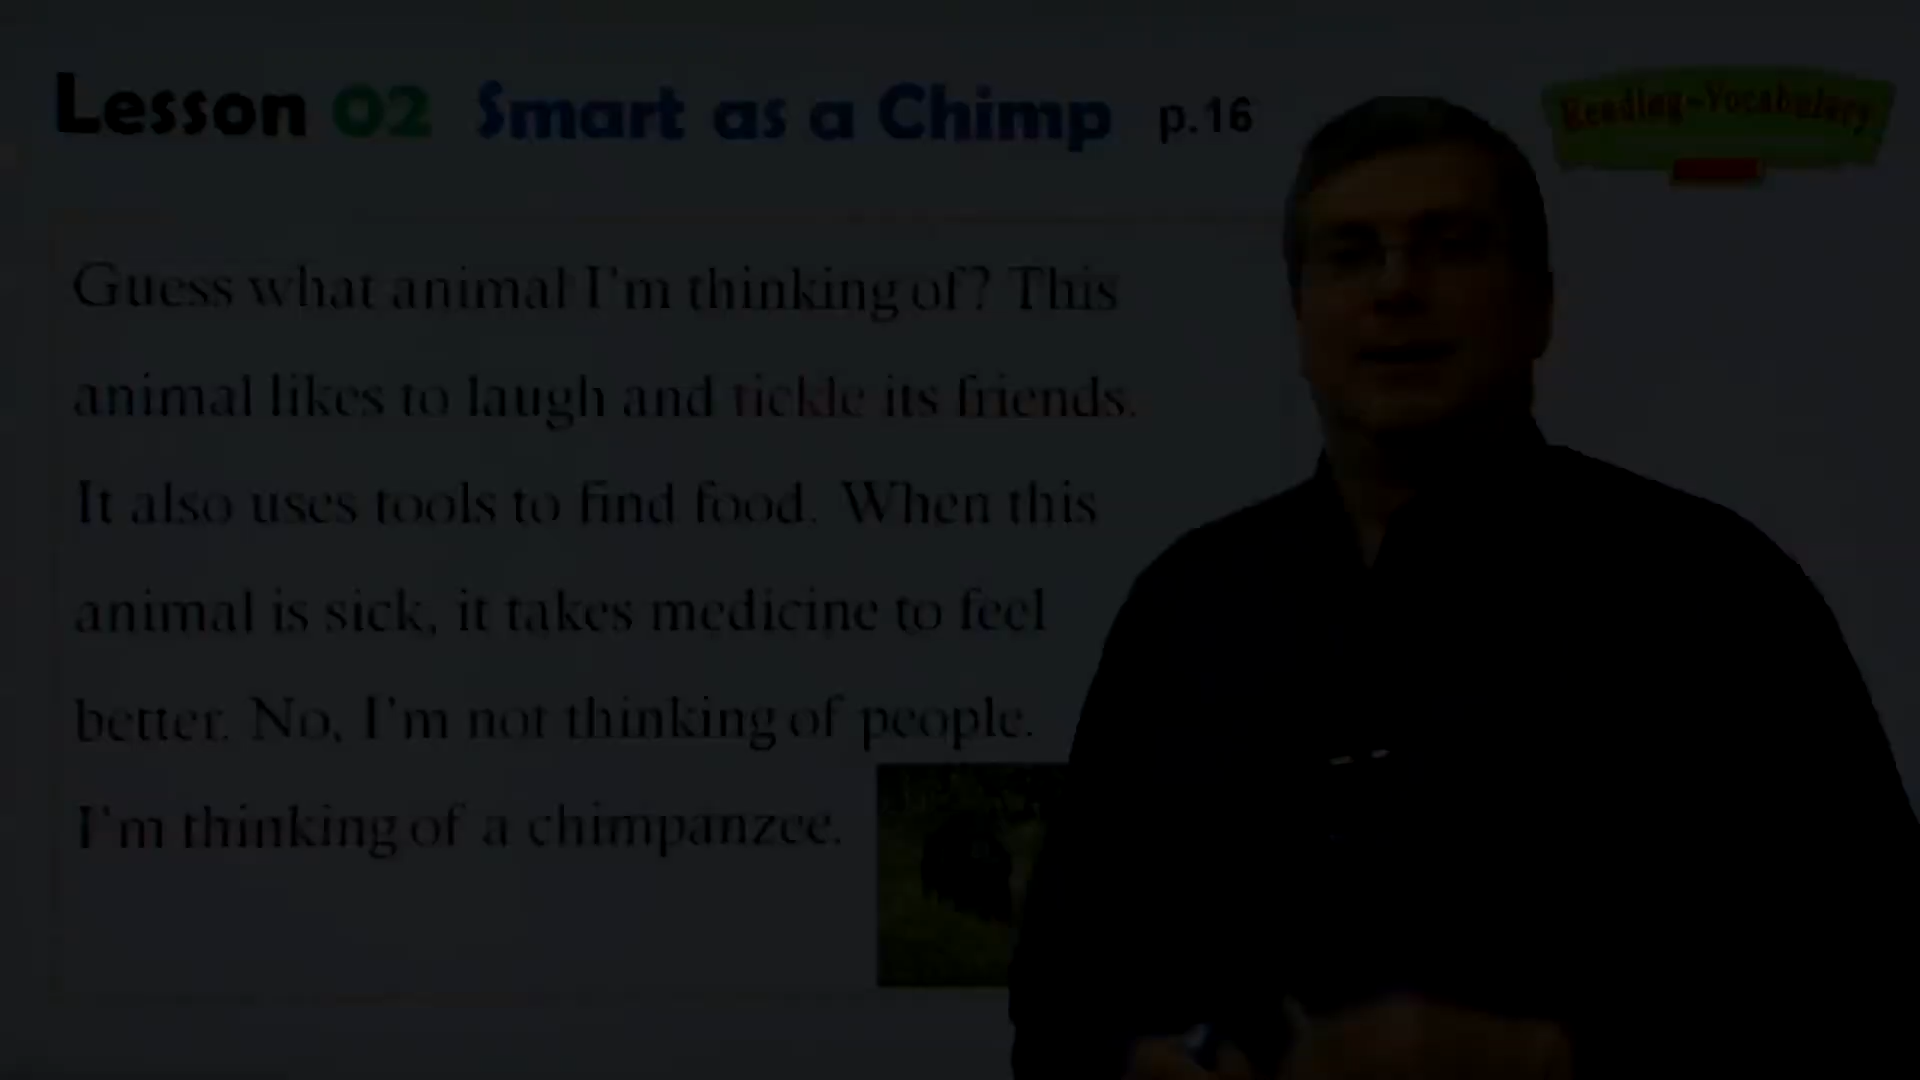 Lesson 02 Smart as a Chimp p.16
Reading-Vocabulary
Guess what animal I'm thinking of? This
animal likes to laugh and tickle its friends.
It also uses tools to find food. When this
animal is sick, it takes medicine to feel
better. No, I'm not thinking of people.
I'm thinking of a chimpanzee.